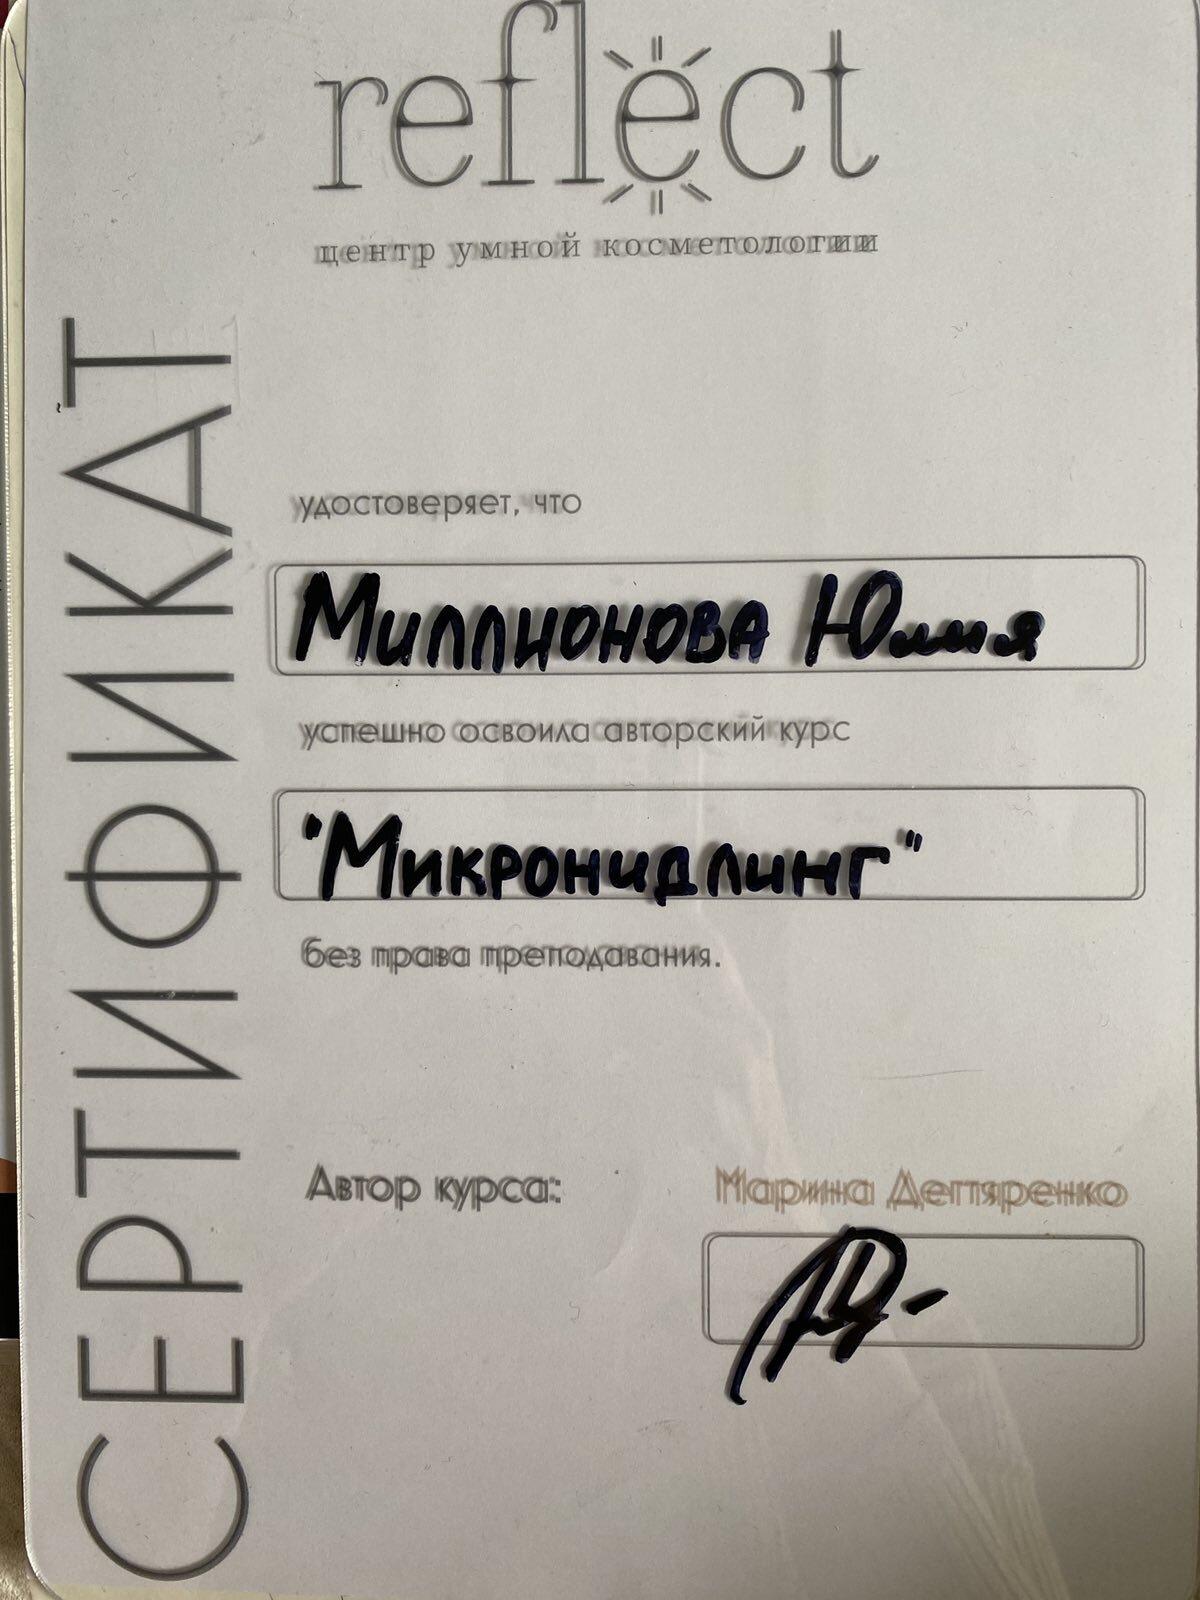 reflect
центр умной косметологии
СЕРТИФИКАТ
удостоверяет, что
Миллионова Юлия
успешно освоила авторский курс
"Микронидлинг"
без права преподавания.
Автор курса:
Марина Дегтяренко